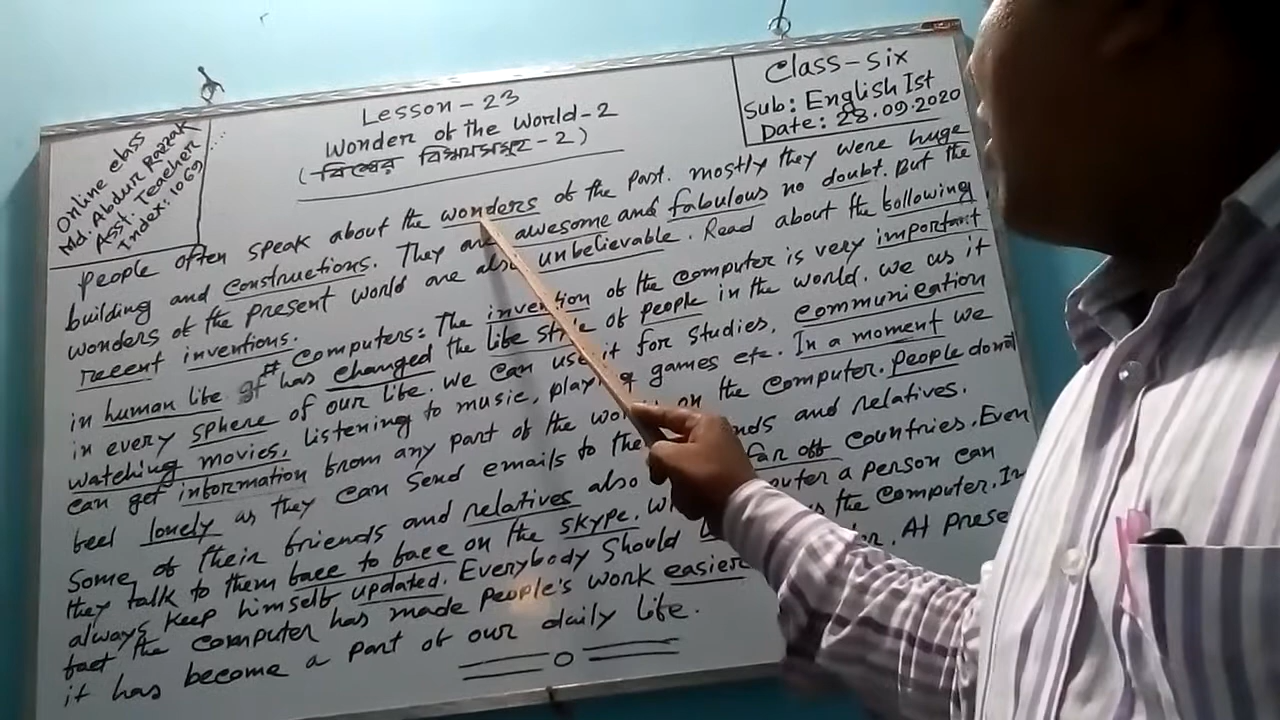 Online class
Md. Abdur Razzak
Asst. Teacher
Index: 1069
Lesson - 23
Wonder of the World-2
(বিশ্বের বিস্ময়সমূহ - 2)
Class-Six
Sub: English Ist
Date: 28.09.2020
People often speak about the wonders of the past. mostly they were huge
building and constructions. They are awesome and fabulous no doubt. But the
wonders of the present world are also unbelievable. Read about the following
recent inventions.
Computers: The invention of the computer is very important
in human life. It has changed the life style of people in the world. We us it
in every sphere of our life. We can use it for studies, communication
watching movies, listening to music, playing games etc. In a moment we
can get information from any part of the on the computer. People do not
feel lonely as they can send emails to the and relatives.
Some of their friends and relatives also far off countries. Even
they talk to them face to face on the skype. a person can
always keep himself updated. Everybody should the computer. In
fact the computer has made people's work easier At
it has become a part of our daily life.